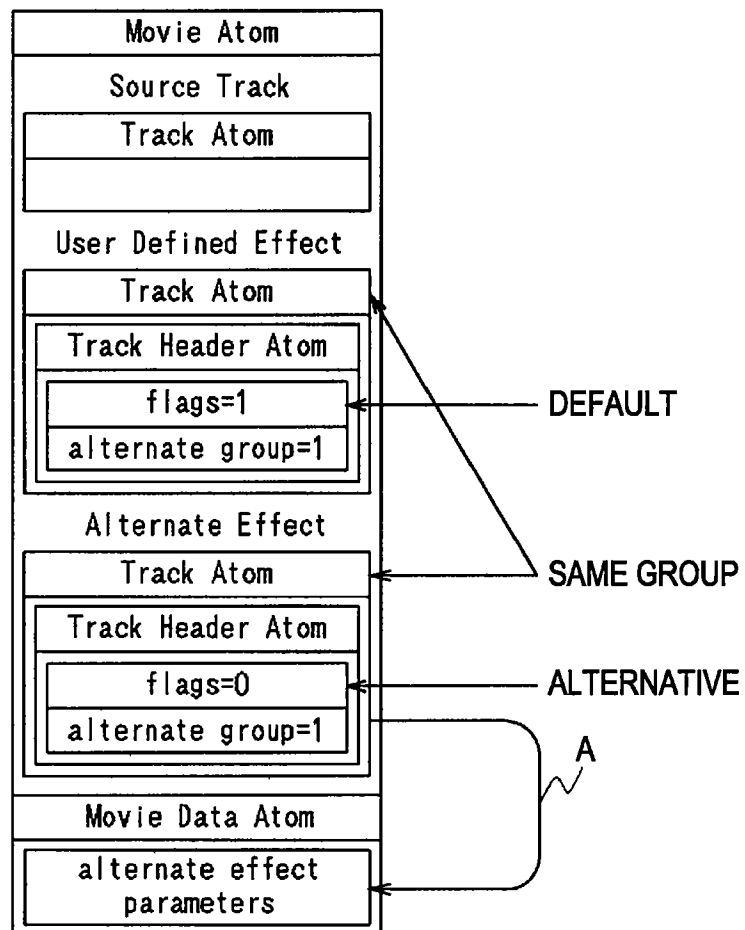 Movie Atom
Source Track
Track Atom
User Defined Effect
Track Atom
Track Header Atom
flags=1
DEFAULT
alternate group=1
Alternate Effect
Track Atom
SAME GROUP
Track Header Atom
flags=0
ALTERNATIVE
alternate group=1
A
Movie Data Atom
alternate effect
parameters